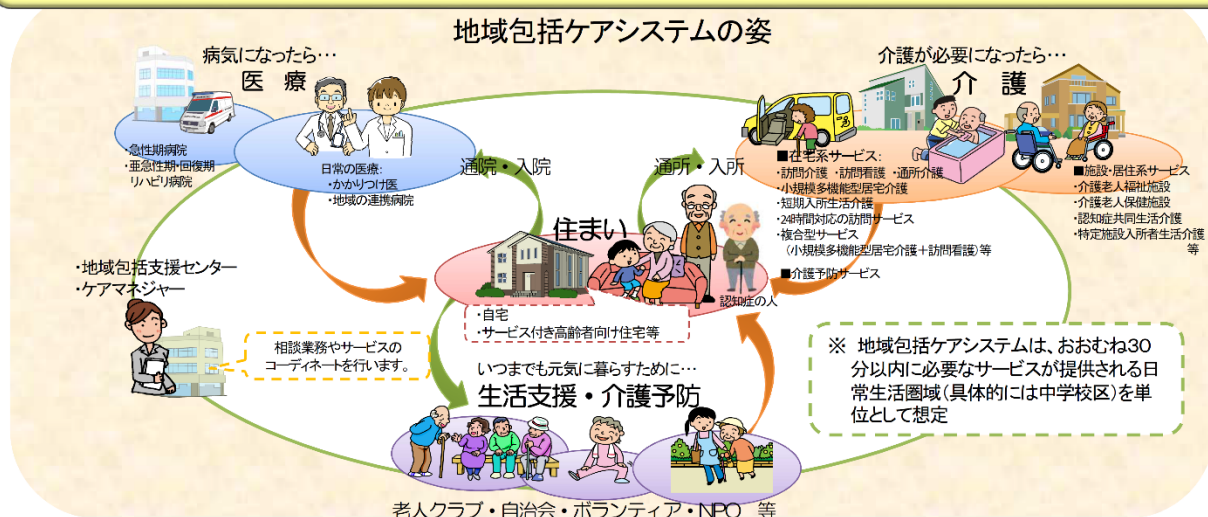 地域包括ケアシステムの姿
病気になったら…
医 療
・急性期病院
・亜急性期・回復期
リハビリ病院
日常の医療:
・かかりつけ医
・地域の連携病院
通院・入院
通所・入所
介護が必要になったら…
介 護
■在宅系サービス:
・訪問介護 ・訪問看護 ・通所介護
・小規模多機能型居宅介護
・短期入所生活介護
・24時間対応の訪問サービス
・複合型サービス
(小規模多機能型居宅介護+訪問看護)等
■介護予防サービス
■施設・居住系サービス
・介護老人福祉施設
・介護老人保健施設
・認知症共同生活介護
・特定施設入所者生活介護
等
住まい
認知症の人
・自宅
・サービス付き高齢者向け住宅等
・地域包括支援センター
・ケアマネジャー
相談業務やサービスの
コーディネートを行います。
いつまでも元気に暮らすために…
生活支援・介護予防
老人クラブ・自治会・ボランティア・NPO 等
※ 地域包括ケアシステムは、おおむね30
分以内に必要なサービスが提供される日
常生活圏域(具体的には中学校区)を単
位として想定